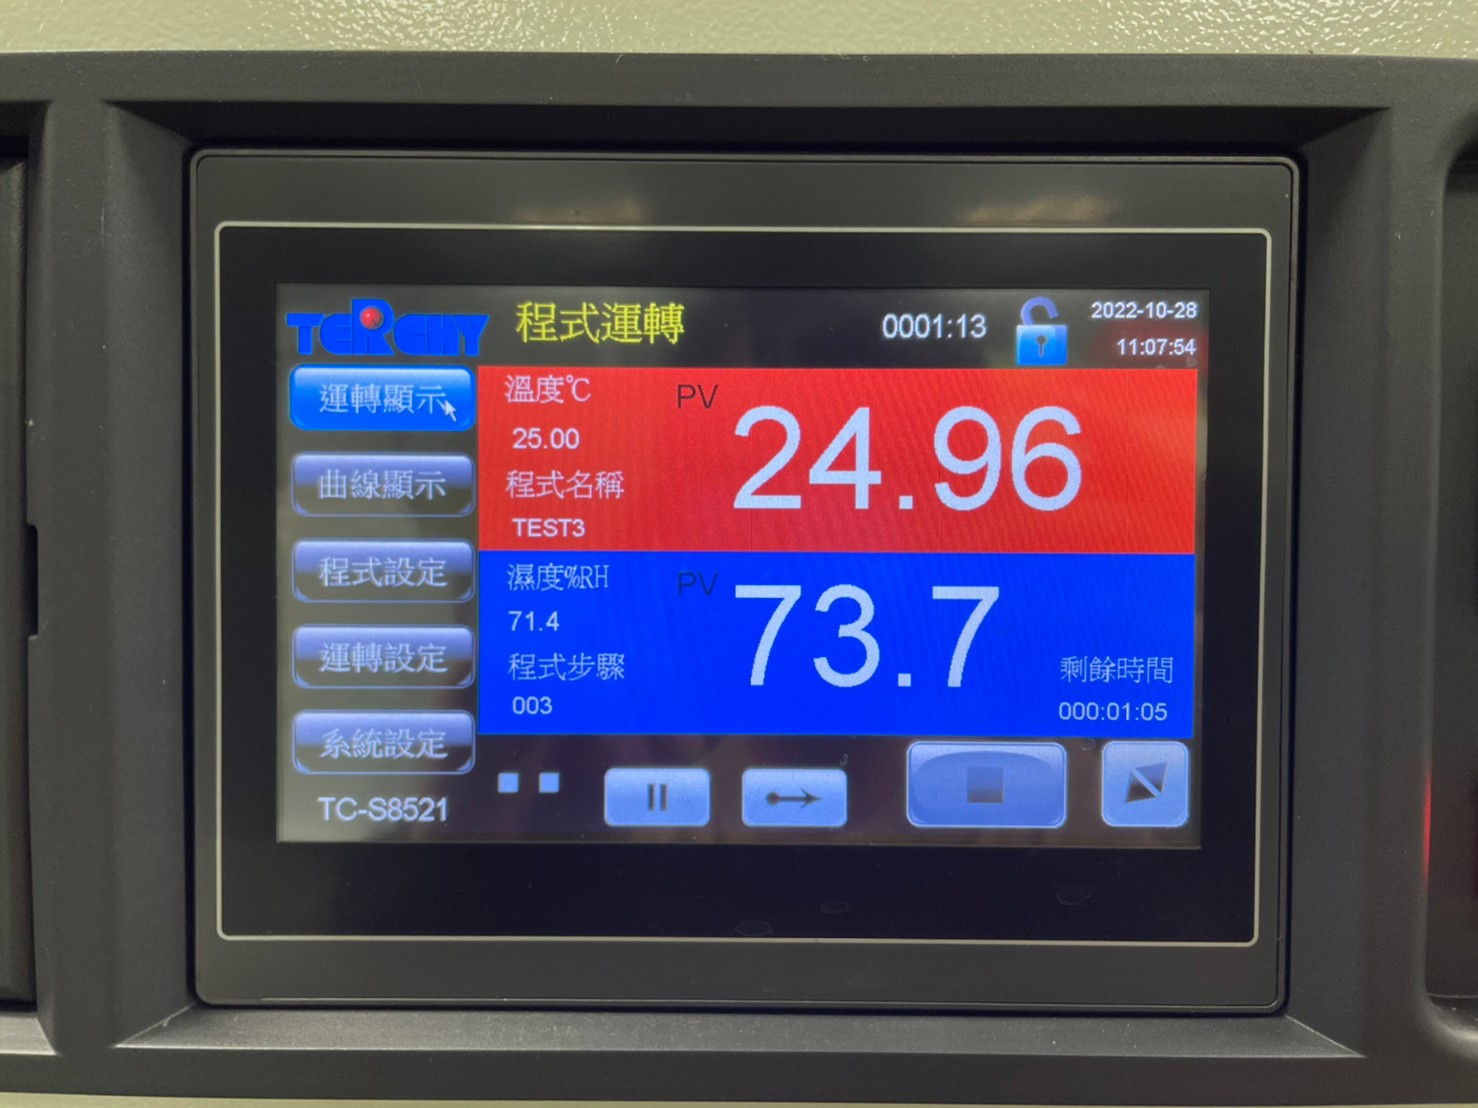 TERCHY
程式運轉
0001:13
2022-10-28
11:07:54
運轉顯示
曲線顯示
程式設定
運轉設定
系統設定
TC-S8521
溫度℃
PV
24.96
25.00
程式名稱
TEST3
濕度%RH
PV
73.7
71.4
程式步驟
003
剩餘時間
000:01:05